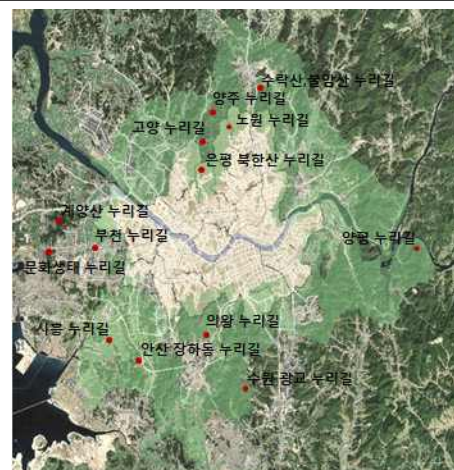 수락산,불암산 누리길
양주 누리길
노원 누리길
고양 누리길
은평 북한산 누리길
계양산 누리길
부천 누리길
양평 누리길
문화생태 누리길
시흥 누리길
의왕 누리길
안산 장하동 누리길
수원 광교 누리길